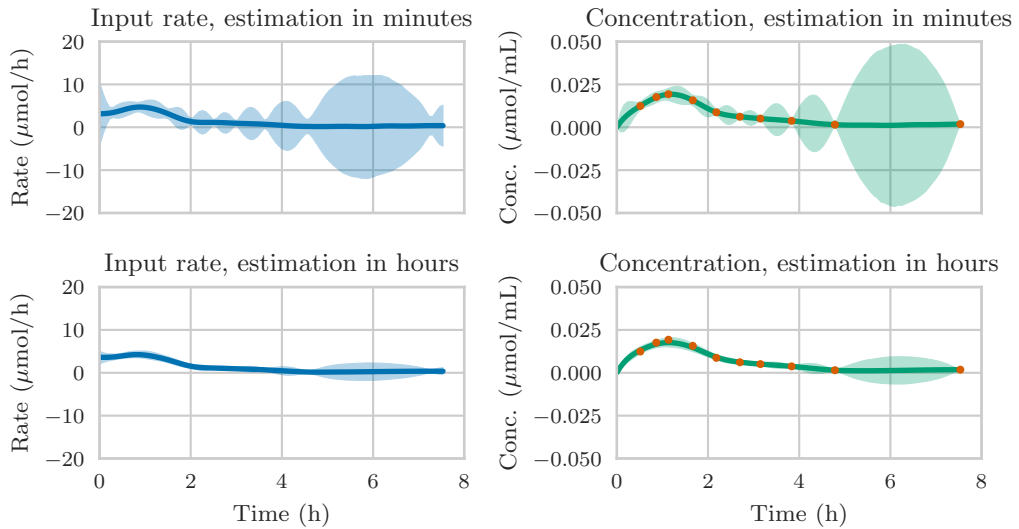 Input rate, estimation in minutes
Concentration, estimation in minutes
Rate (μmol/h)
20
10
0
−10
−20
Conc. (μmol/mL)
0.050
0.025
0.000
−0.025
−0.050
Input rate, estimation in hours
Concentration, estimation in hours
Rate (μmol/h)
20
10
0
−10
−20
0 2 4 6 8
Time (h)
Conc. (μmol/mL)
0.050
0.025
0.000
−0.025
−0.050
0 2 4 6 8
Time (h)